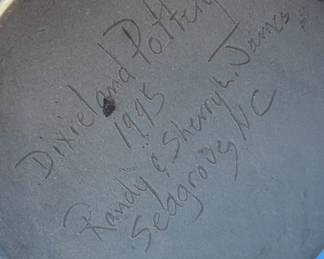 Dixieland Pottery
1995
Randy & Sherry L. James
Seagrove, NC